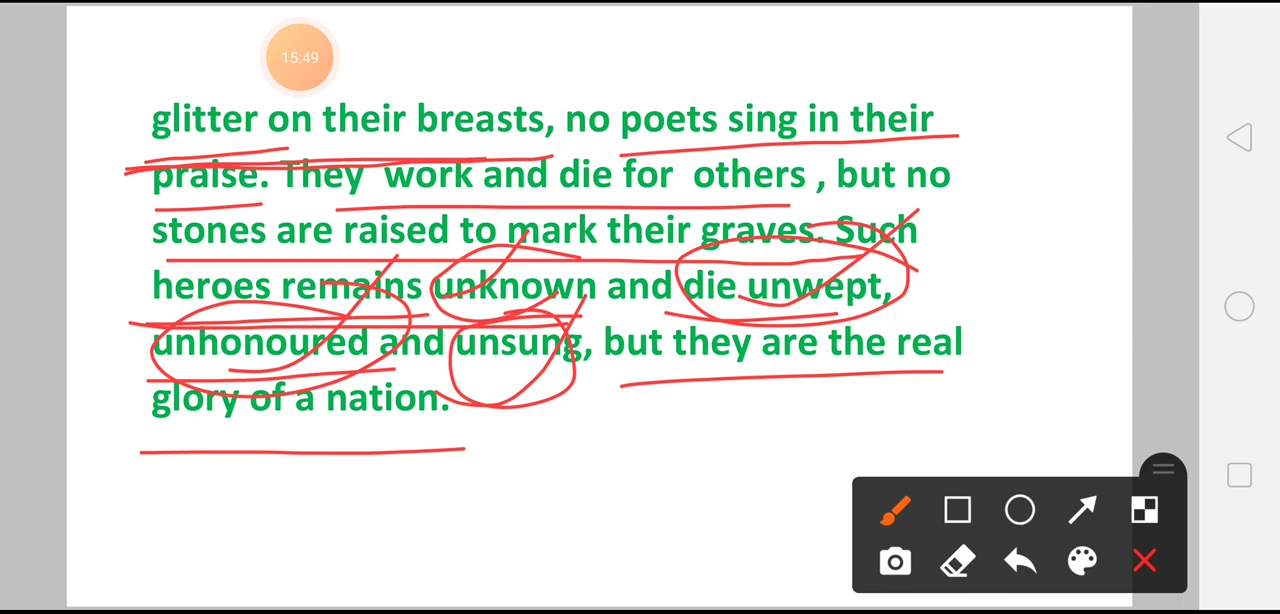 15:49
glitter on their breasts, no poets sing in their
praise. They work and die for others , but no
stones are raised to mark their graves. Such
heroes remains unknown and die unwept,
unhonoured and unsung, but they are the real
glory of a nation.